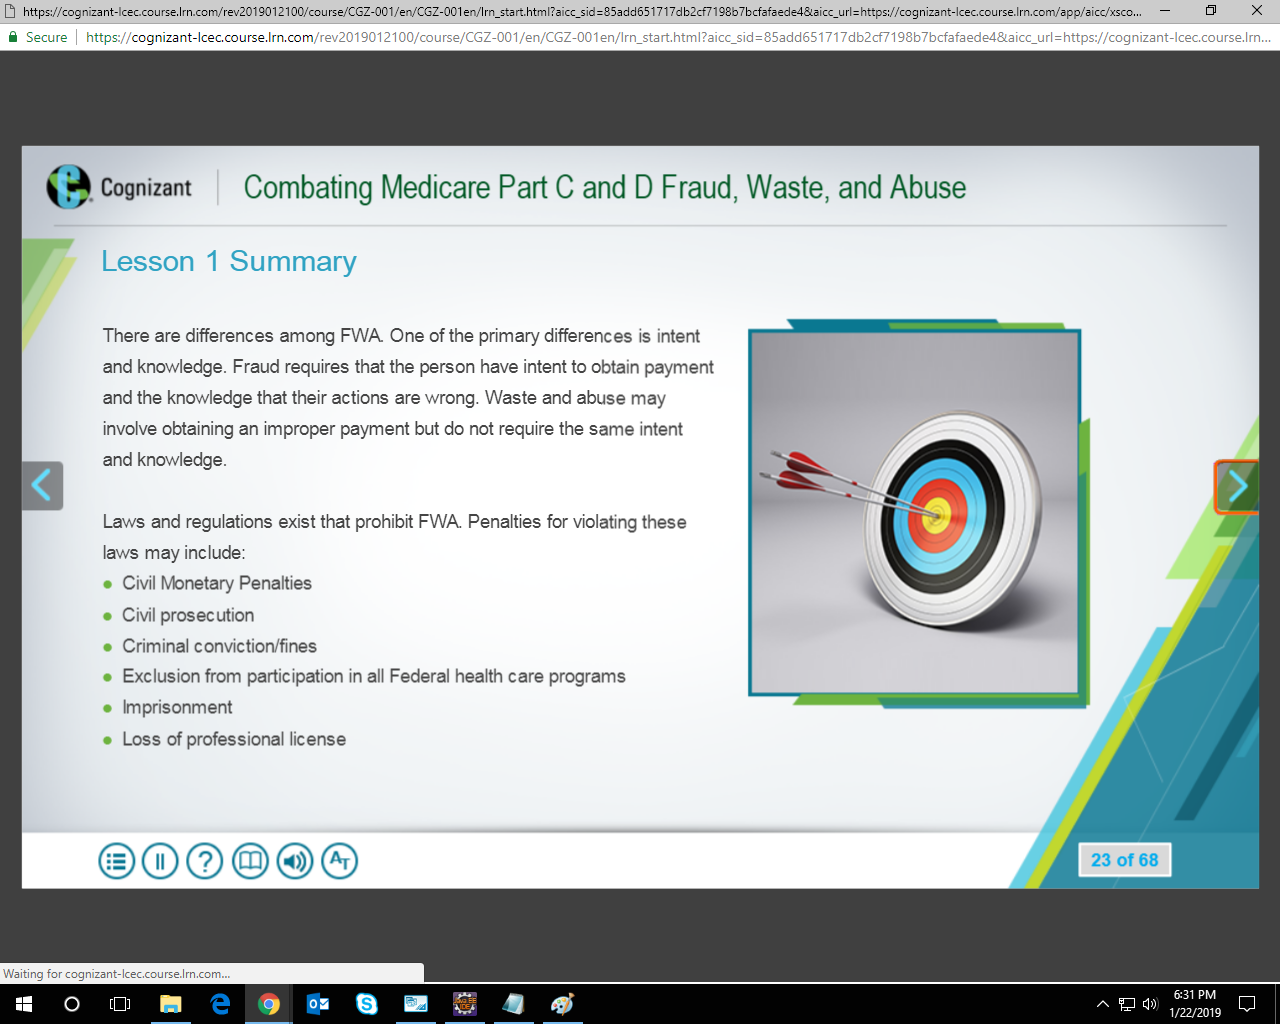 https://cognizant-lcec.course.lrn.com/rev2019012100/course/CGZ-001/en/CGZ-001en/lrn_start.html?aicc_sid=85add651717db2cf7198b7bcfafaede4&aicc_url=https://cognizant-lcec.course.lrn.com/app/aicc/xsco...
Secure https://cognizant-lcec.course.lrn.com/rev2019012100/course/CGZ-001/en/CGZ-001en/lrn_start.html?aicc_sid=85add651717db2cf7198b7bcfafaede4&aicc_url=https://cognizant-lcec.course.lrn...
Cognizant
Combating Medicare Part C and D Fraud, Waste, and Abuse
Lesson 1 Summary
There are differences among FWA. One of the primary differences is intent
and knowledge. Fraud requires that the person have intent to obtain payment
and the knowledge that their actions are wrong. Waste and abuse may
involve obtaining an improper payment but do not require the same intent
and knowledge.
Laws and regulations exist that prohibit FWA. Penalties for violating these
laws may include:
• Civil Monetary Penalties
• Civil prosecution
• Criminal conviction/fines
• Exclusion from participation in all Federal health care programs
• Imprisonment
• Loss of professional license
?
AT
23 of 68
Waiting for cognizant-lcec.course.lrn.com...
6:31 PM
1/22/2019